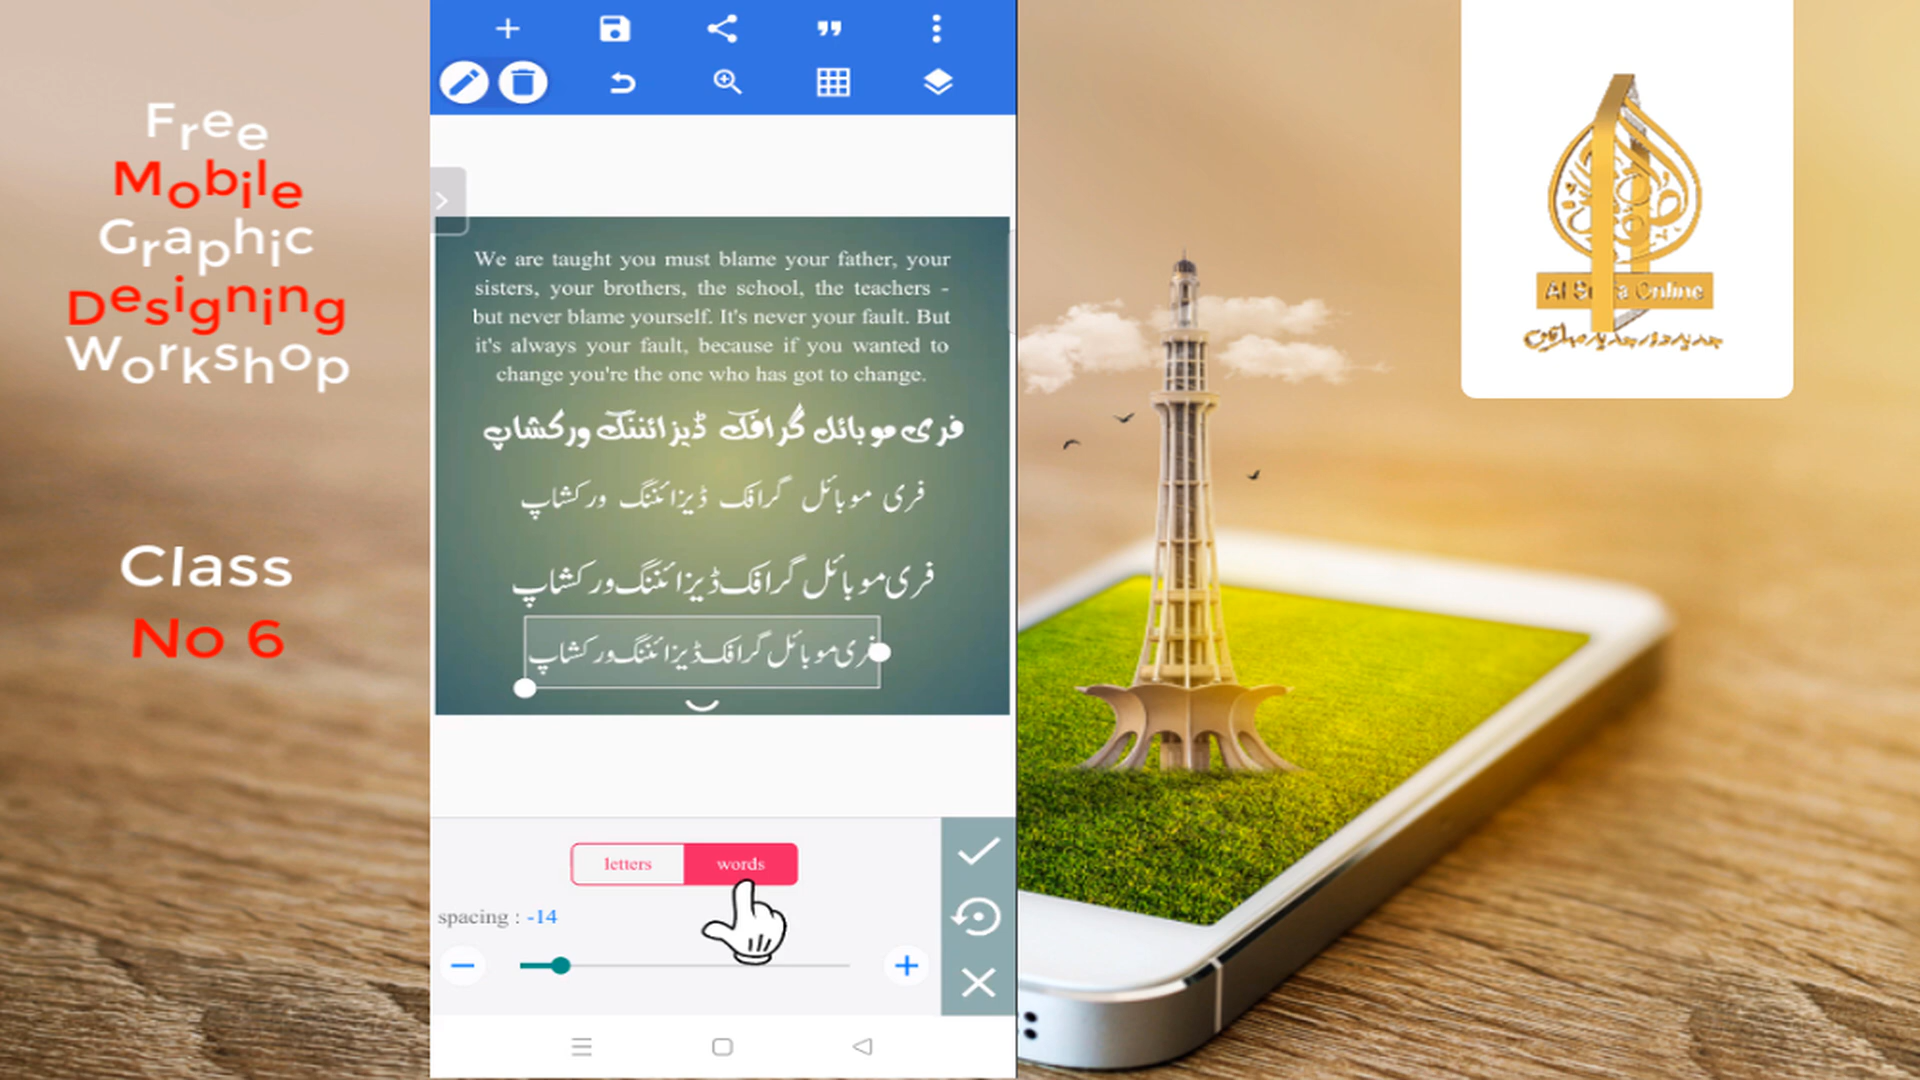 Free
Mobile
Graphic
Designing
Workshop
Class
No 6
We are taught you must blame your father, your
sisters, your brothers, the school, the teachers -
but never blame yourself. It's never your fault. But
it's always your fault, because if you wanted to
change you're the one who has got to change.
فری موبائل گرافک ڈیزائننگ ورکشاپ
فری موبائل گرافک ڈیزائننگ ورکشاپ
فری موبائل گرافک ڈیزائننگ ورکشاپ
فری موبائل گرافک ڈیزائننگ ورکشاپ
letters words
spacing : -14
Online